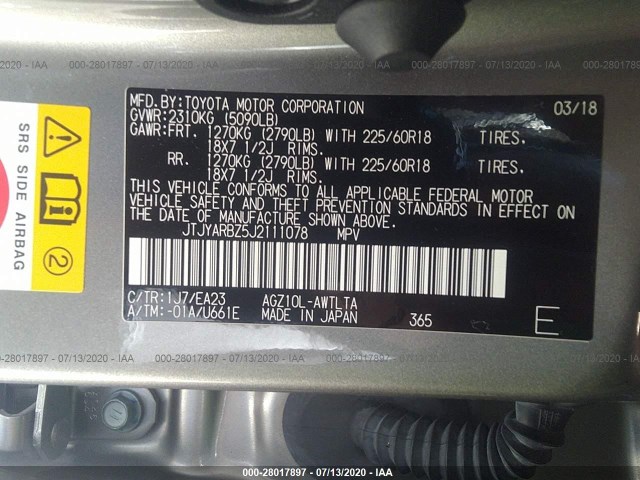 000-28017897 - 07/13/2020 - IAA
000-28017897 - 07/13/2020 - IAA
000-28017897 - 07/13/2020 - IAA
MFD. BY: TOYOTA MOTOR CORPORATION 03/18
GVWR: 2310KG (5090LB)
GAWR: FRT. 1270KG (2790LB) WITH 225/60R18 TIRES.
18X7 1/2J RIMS.
RR. 1270KG (2790LB) WITH 225/60R18 TIRES.
18X7 1/2J RIMS.
THIS VEHICLE CONFORMS TO ALL APPLICABLE FEDERAL MOTOR
VEHICLE SAFETY AND THEFT PREVENTION STANDARDS IN EFFECT
ON THE DATE OF MANUFACTURE SHOWN ABOVE.
JTJYARBZ5J2111078 MPV
C/TR: 1J7/EA23 AGZ10L-AWTLTA
A/TM: -01A/U661E MADE IN JAPAN 365 E
SRS SIDE AIRBAG
2
000-28017897 - 07/13/2020 - IAA
000-28017897 - 07/13/2020 - IAA
000-28017897 - 07/13/2020 - IAA
000-28017897 - 07/13/2020 - IAA